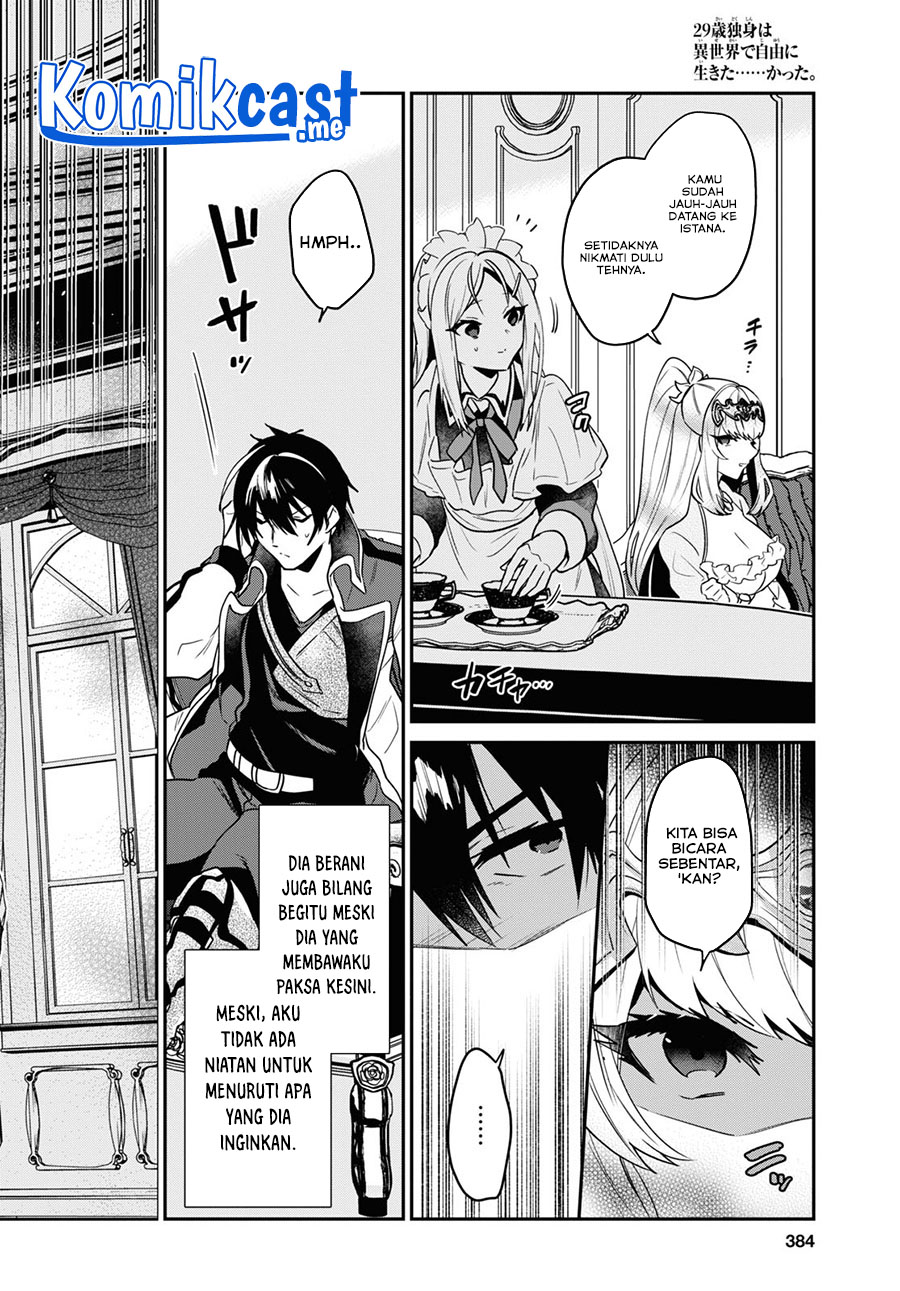 29歳独身は
異世界で自由に
生きた……かった。
Komikcast
.me
KAMU
SUDAH
JAUH-JAUH
DATANG KE
ISTANA.
SETIDAKNYA
NIKMATI DULU
TEHNYA.
チラ…
コト
カチャ…
KITA BISA
BICARA
SEBENTAR,
'KAN?
……
HMPH..
ドサッ
DIA BERANI
JUGA BILANG
BEGITU MESKI
DIA YANG
MEMBAWAKU
PAKSA KESINI.
MESKI, AKU
TIDAK ADA
NIATAN UNTUK
MENURUTI APA
YANG DIA
INGINKAN.
384